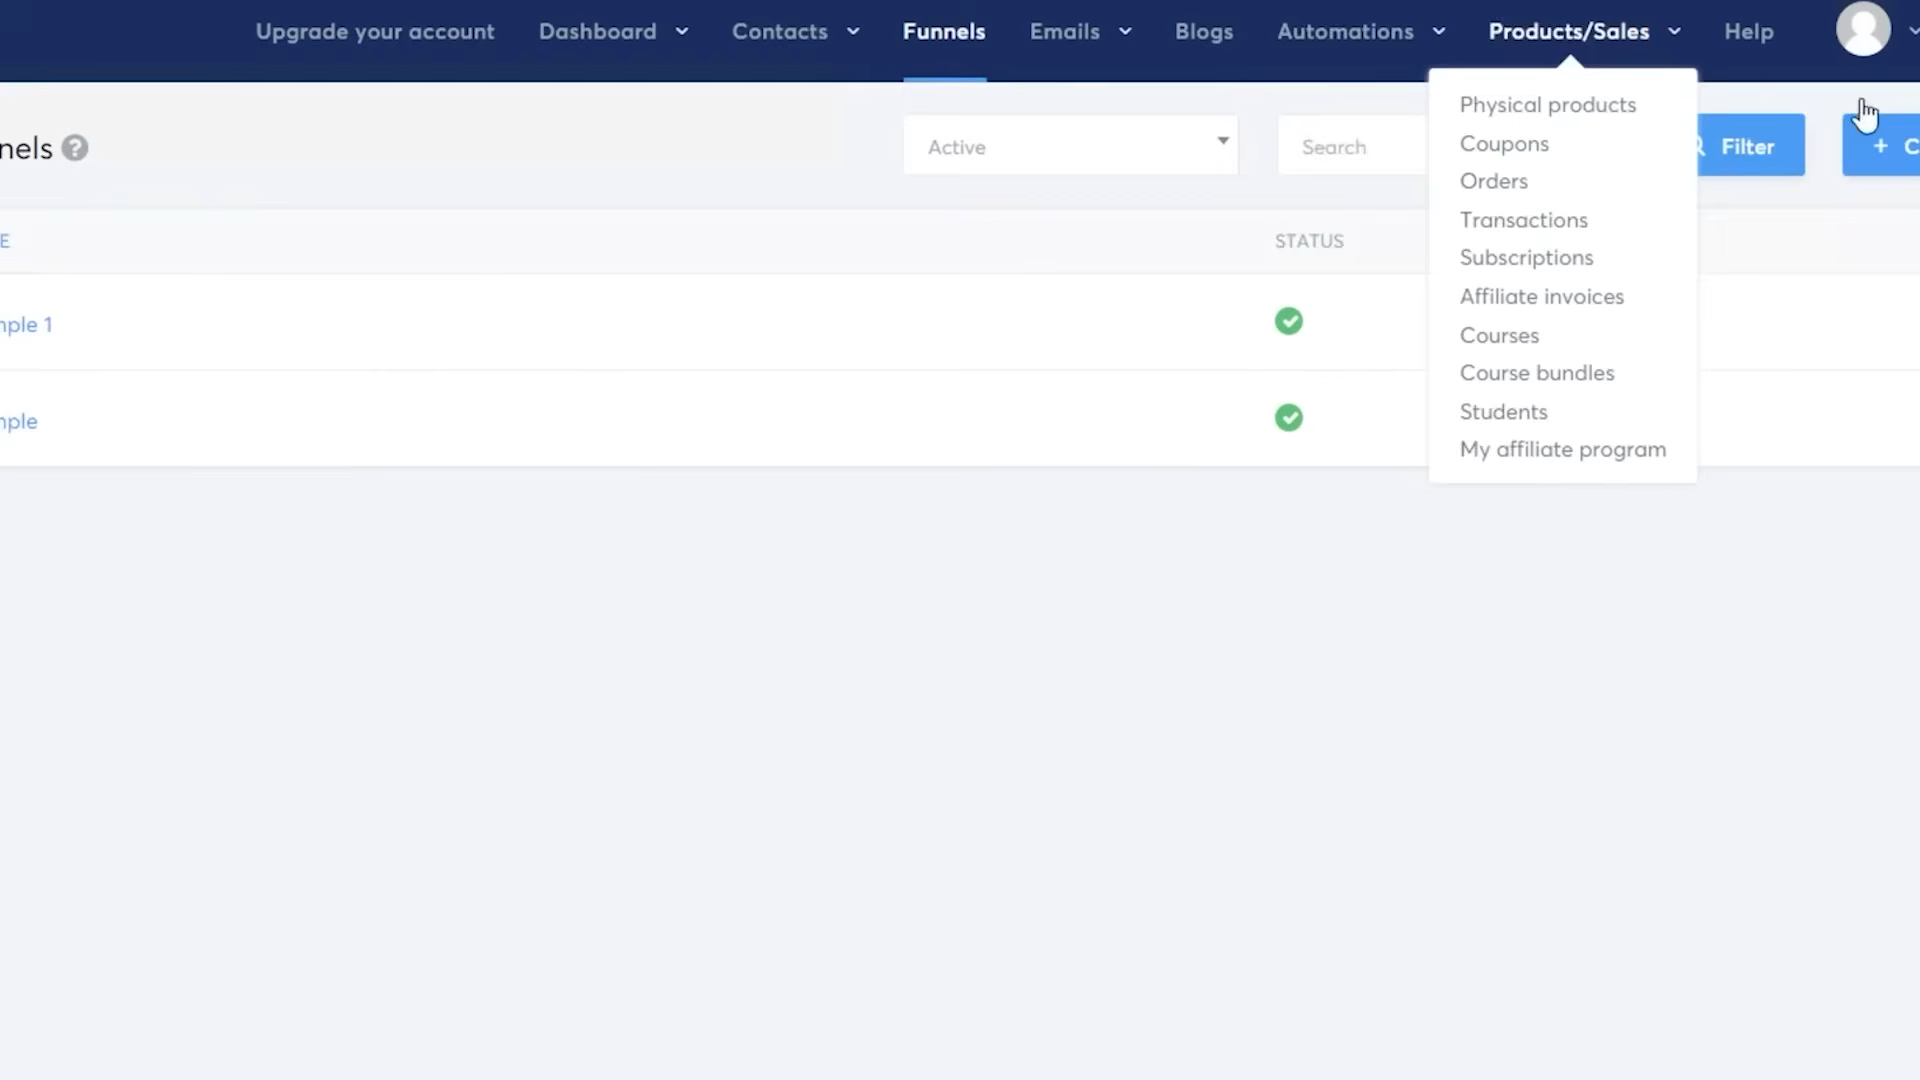 Upgrade your account Dashboard Contacts Funnels Emails Blogs Automations Products/Sales Help
nels ?
Active
Search
Filter
+ C
Physical products
Coupons
Orders
Transactions
Subscriptions
Affiliate invoices
Courses
Course bundles
Students
My affiliate program
E
STATUS
nple 1
nple